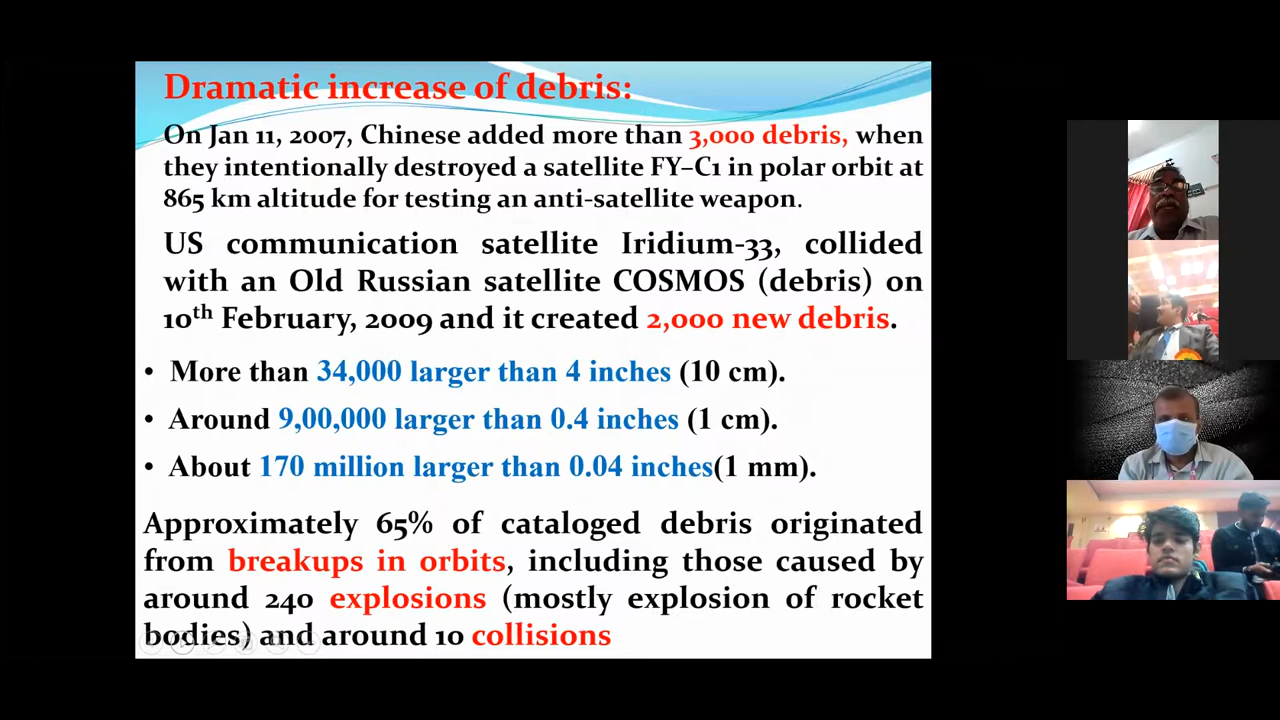 Dramatic increase of debris:
On Jan 11, 2007, Chinese added more than 3,000 debris, when
they intentionally destroyed a satellite FY–C1 in polar orbit at
865 km altitude for testing an anti-satellite weapon.
US communication satellite Iridium-33, collided
with an Old Russian satellite COSMOS (debris) on
10th February, 2009 and it created 2,000 new debris.
• More than 34,000 larger than 4 inches (10 cm).
• Around 9,00,000 larger than 0.4 inches (1 cm).
• About 170 million larger than 0.04 inches(1 mm).
Approximately 65% of cataloged debris originated
from breakups in orbits, including those caused by
around 240 explosions (mostly explosion of rocket
bodies) and around 10 collisions